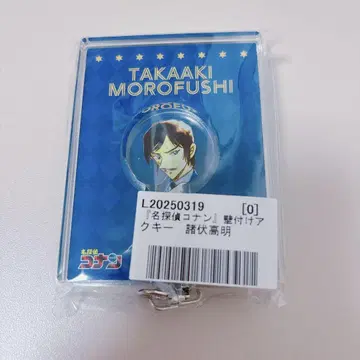 TAKAAKI
MOROFUSHI
OROFU
L20250319 [0]
『名探偵コナン』壁付けア
クキー 諸伏高明
名探偵
コナン